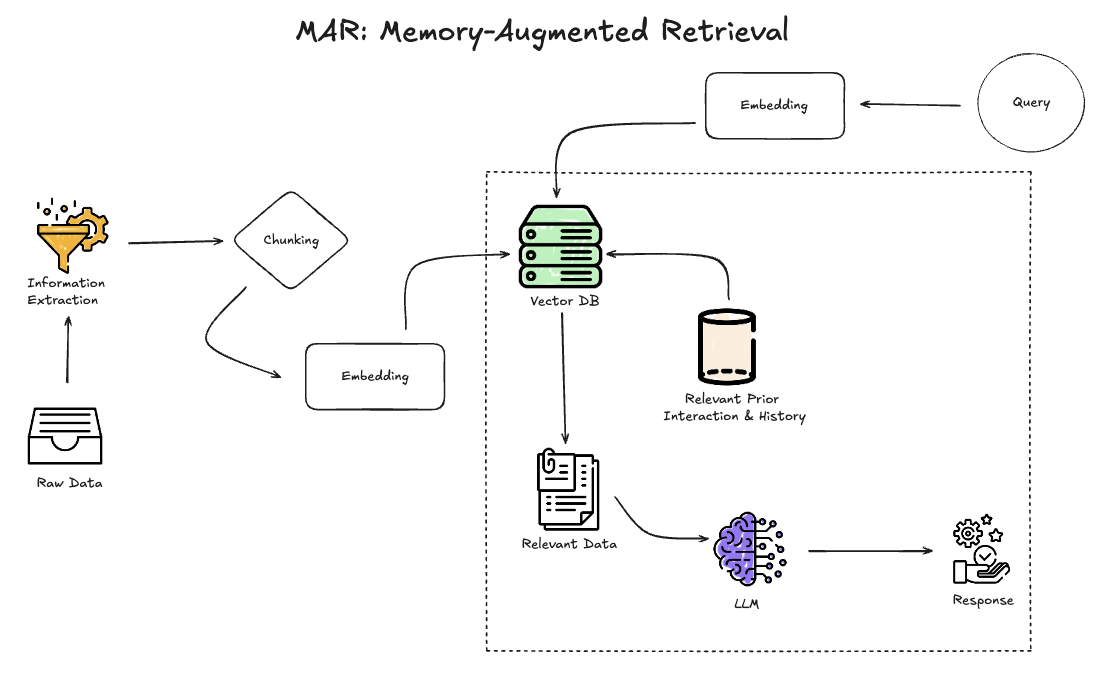 MAR: Memory-Augmented Retrieval
Embedding
Query
Information
Extraction
Chunking
Vector DB
Embedding
Relevant Prior
Interaction & History
Raw Data
Relevant Data
LLM
Response